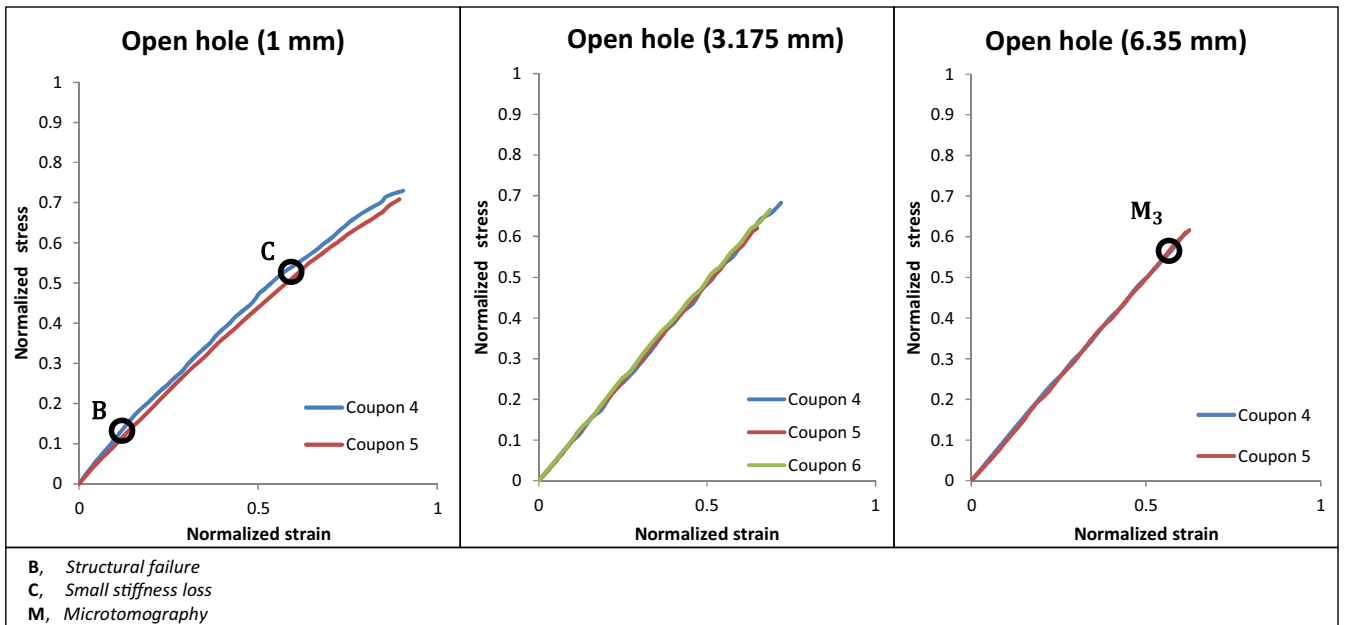 Open hole (1 mm)
1
0.9
0.8
0.7
0.6
0.5
0.4
0.3
0.2
0.1
0
Normalized stress
C
B
Coupon 4
Coupon 5
0 0.5 1
Normalized strain
Open hole (3.175 mm)
1
0.9
0.8
0.7
0.6
0.5
0.4
0.3
0.2
0.1
0
Normalized stress
Coupon 4
Coupon 5
Coupon 6
0 0.5 1
Normalized strain
Open hole (6.35 mm)
1
0.9
0.8
0.7
0.6
0.5
0.4
0.3
0.2
0.1
0
Normalized stress
M₃
Coupon 4
Coupon 5
0 0.5 1
Normalized strain
B, Structural failure
C, Small stiffness loss
M, Microtomography